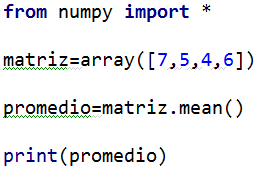 from numpy import *
matriz=array([7,5,4,6])
promedio=matriz.mean()
print(promedio)